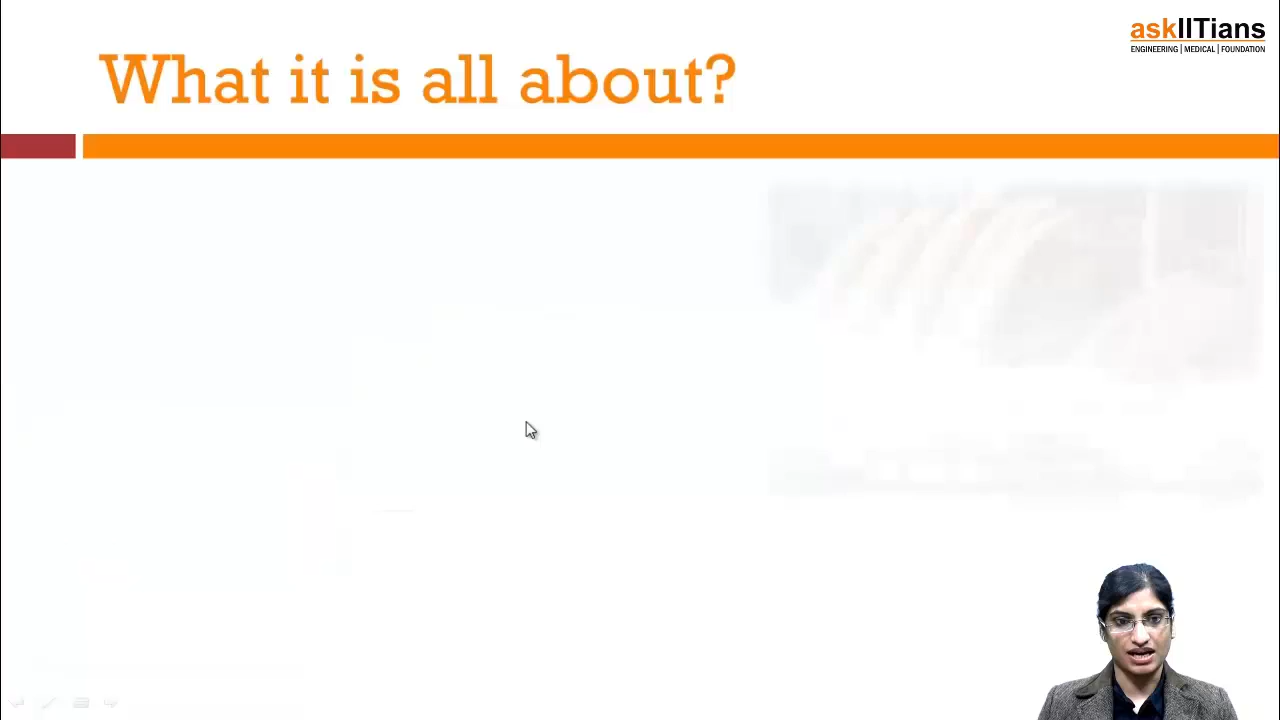 askIITians
ENGINEERING | MEDICAL | FOUNDATION
What it is all about?